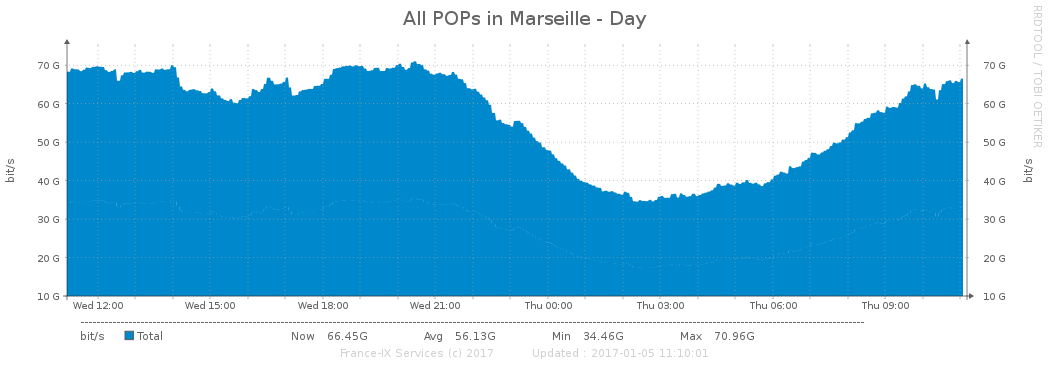 All POPs in Marseille - Day
RRDTOOL / TOBI OETIKER
bit/s
70 G 70 G
60 G 60 G
50 G 50 G
40 G 40 G
30 G 30 G
20 G 20 G
10 G 10 G
bit/s
Wed 12:00 Wed 15:00 Wed 18:00 Wed 21:00 Thu 00:00 Thu 03:00 Thu 06:00 Thu 09:00
bit/s Total Now 66.45G Avg 56.13G Min 34.46G Max 70.96G
France-IX Services (c) 2017 Updated : 2017-01-05 11:10:01